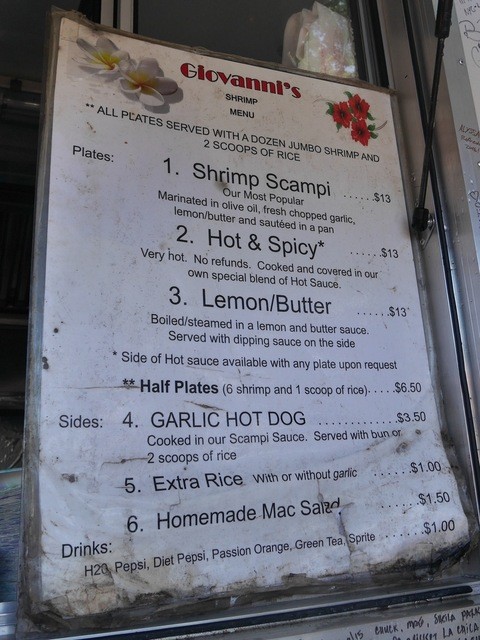 Giovanni's
SHRIMP
MENU
** ALL PLATES SERVED WITH A DOZEN JUMBO SHRIMP AND
2 SCOOPS OF RICE
Plates:
1. Shrimp Scampi ......$13
Our Most Popular
Marinated in olive oil, fresh chopped garlic,
lemon/butter and sautéed in a pan
2. Hot & Spicy* ......$13
Very hot. No refunds. Cooked and covered in our
own special blend of Hot Sauce.
3. Lemon/Butter ......$13
Boiled/steamed in a lemon and butter sauce.
Served with dipping sauce on the side
* Side of Hot sauce available with any plate upon request
** Half Plates (6 shrimp and 1 scoop of rice)......$6.50
Sides: 4. GARLIC HOT DOG ..............$3.50
Cooked in our Scampi Sauce. Served with bun or
2 scoops of rice
5. Extra Rice With or without garlic ......$1.00
6. Homemade Mac Salad ......$1.50
Drinks:
H20, Pepsi, Diet Pepsi, Passion Orange, Green Tea, Sprite ......$1.00